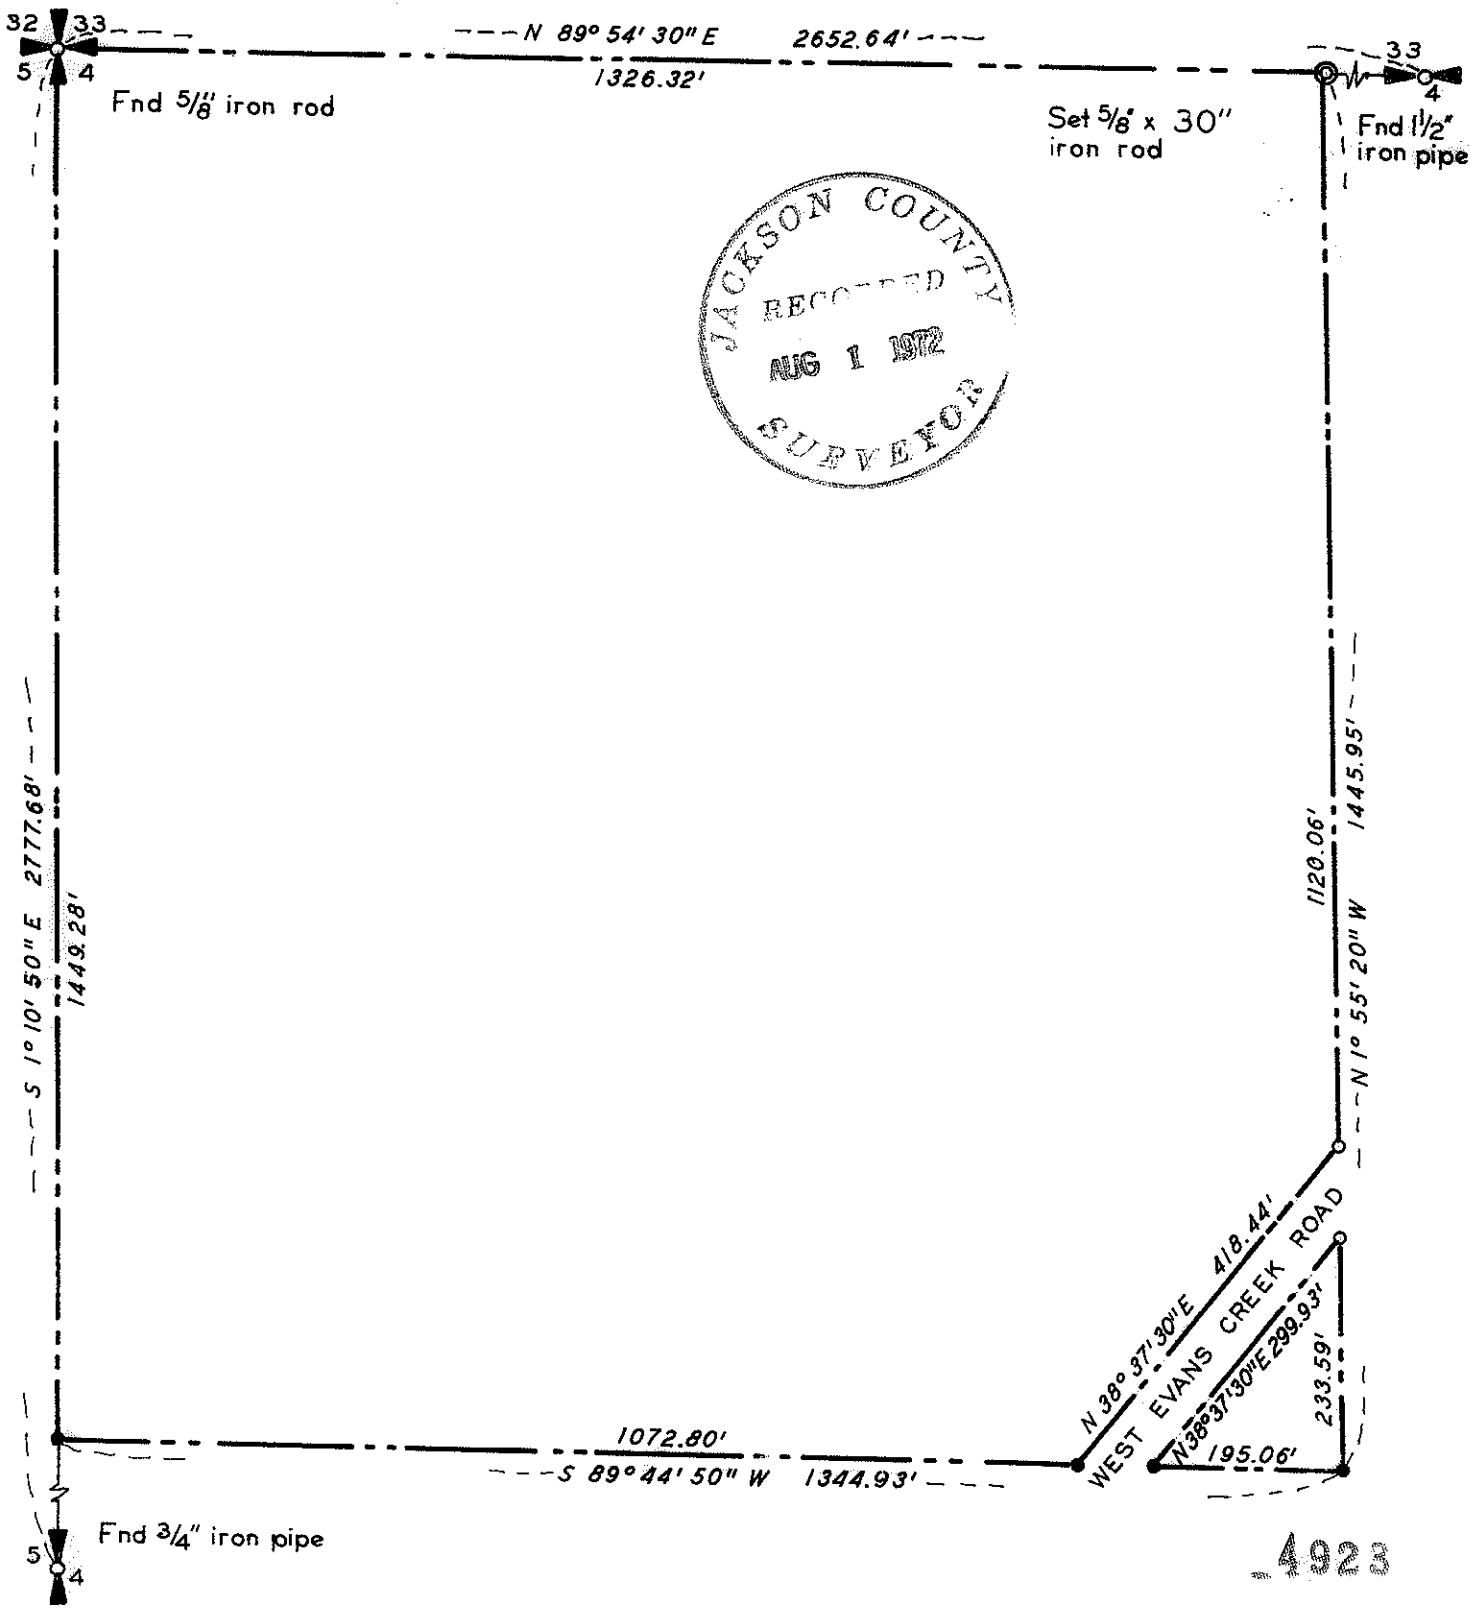 32 33
5 4
N 89° 54' 30" E 2652.64'
1326.32'
33
4
Fnd 5/8" iron rod
Set 5/8" x 30"
iron rod
Fnd 1 1/2"
iron pipe
JACKSON COUNTY
RECORDED
AUG 1 1972
SURVEYOR
S 1° 10' 50" E 2777.68'
1449.28'
1120.06'
N 1° 55' 20" W 1445.95'
N 38° 37' 30" E 418.44'
WEST EVANS CREEK ROAD
N 38° 37' 30" E 299.93'
233.59'
195.06'
1072.80'
S 89° 44' 50" W 1344.93'
Fnd 3/4" iron pipe
5
4
4923